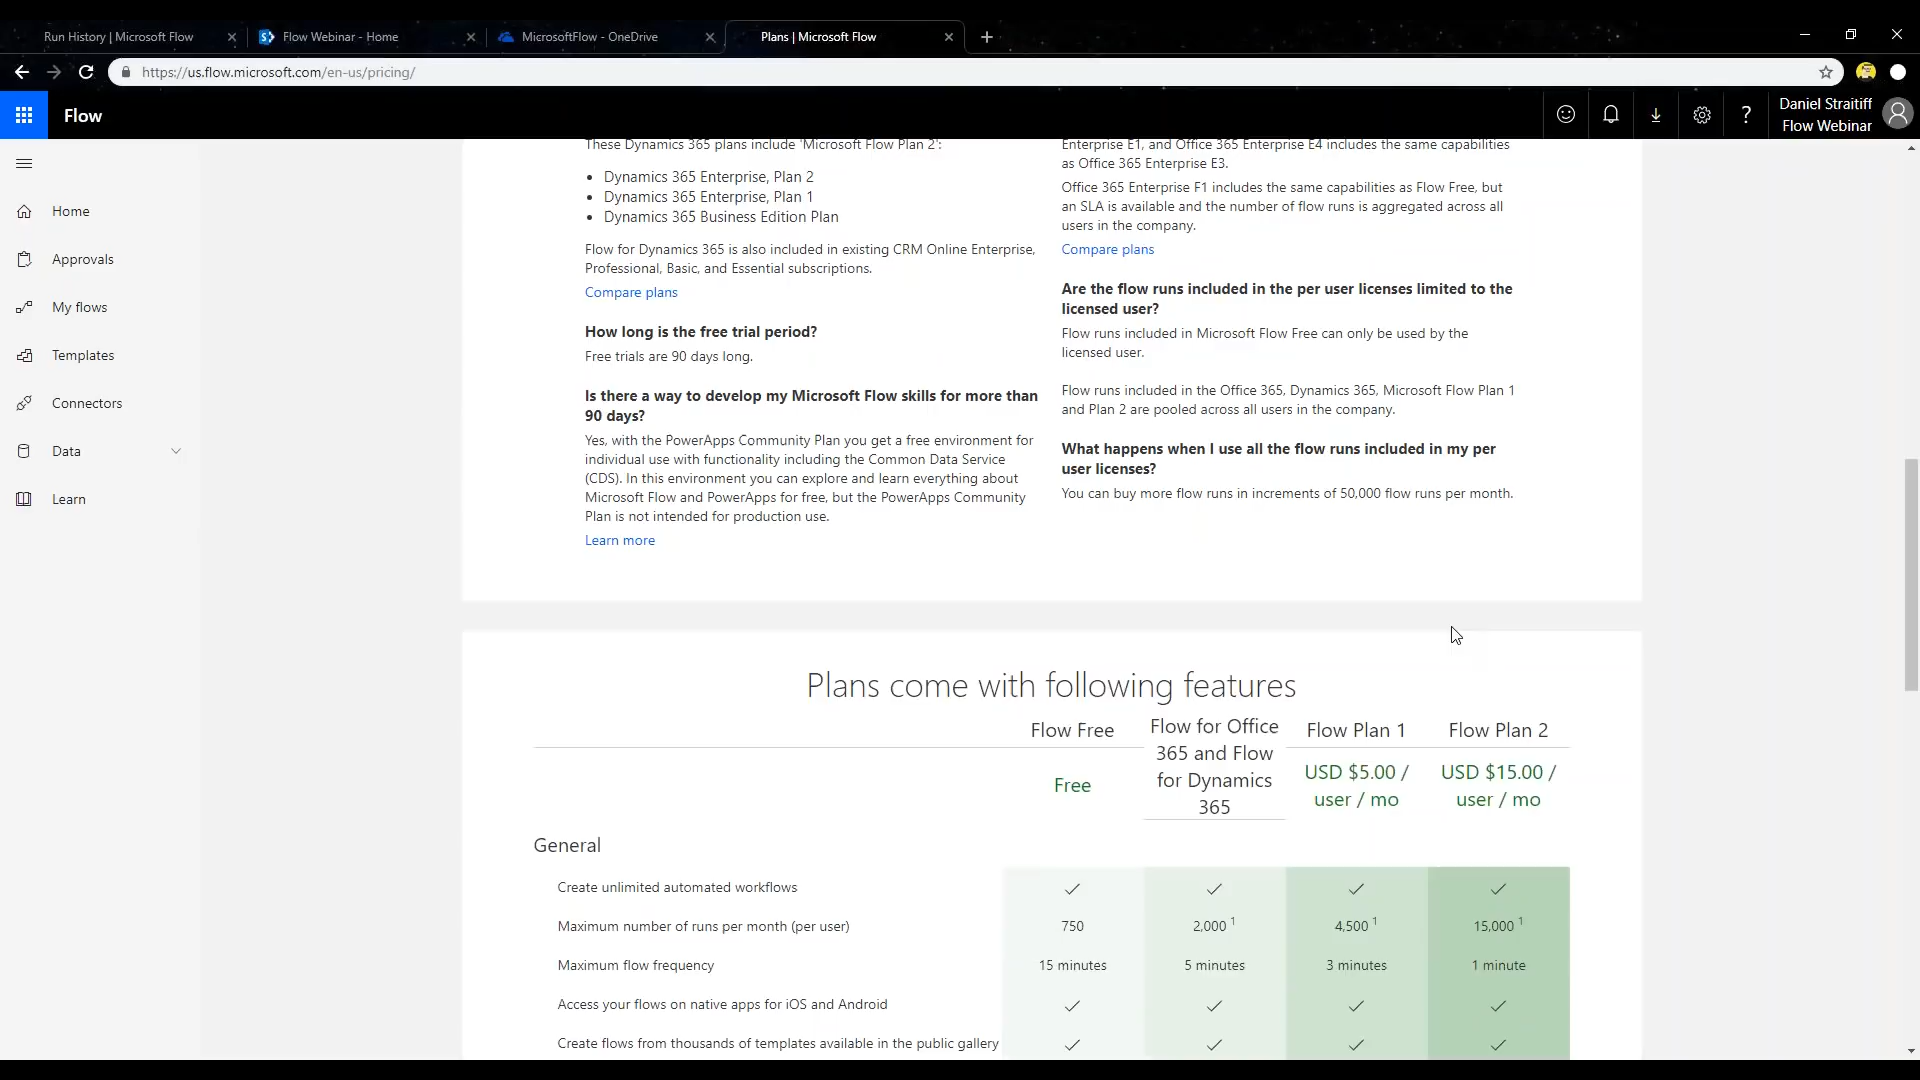 Run History | Microsoft Flow
Flow Webinar - Home
MicrosoftFlow - OneDrive
Plans | Microsoft Flow
https://us.flow.microsoft.com/en-us/pricing/
Flow
Daniel Straitiff
Flow Webinar
Home
Approvals
My flows
Templates
Connectors
Data
Learn
These Dynamics 365 plans include 'Microsoft Flow Plan 2':
• Dynamics 365 Enterprise, Plan 2
• Dynamics 365 Enterprise, Plan 1
• Dynamics 365 Business Edition Plan
Flow for Dynamics 365 is also included in existing CRM Online Enterprise,
Professional, Basic, and Essential subscriptions.
Compare plans
How long is the free trial period?
Free trials are 90 days long.
Is there a way to develop my Microsoft Flow skills for more than
90 days?
Yes, with the PowerApps Community Plan you get a free environment for
individual use with functionality including the Common Data Service
(CDS). In this environment you can explore and learn everything about
Microsoft Flow and PowerApps for free, but the PowerApps Community
Plan is not intended for production use.
Learn more
Enterprise E1, and Office 365 Enterprise E4 includes the same capabilities
as Office 365 Enterprise E3.
Office 365 Enterprise F1 includes the same capabilities as Flow Free, but
an SLA is available and the number of flow runs is aggregated across all
users in the company.
Compare plans
Are the flow runs included in the per user licenses limited to the
licensed user?
Flow runs included in Microsoft Flow Free can only be used by the
licensed user.
Flow runs included in the Office 365, Dynamics 365, Microsoft Flow Plan 1
and Plan 2 are pooled across all users in the company.
What happens when I use all the flow runs included in my per
user licenses?
You can buy more flow runs in increments of 50,000 flow runs per month.
Plans come with following features
Flow Free
Flow for Office
365 and Flow
for Dynamics
365
Flow Plan 1
Flow Plan 2
Free
USD $5.00 /
user / mo
USD $15.00 /
user / mo
General
Create unlimited automated workflows ✓ ✓ ✓ ✓
Maximum number of runs per month (per user) 750 2,000 1 4,500 1 15,000 1
Maximum flow frequency 15 minutes 5 minutes 3 minutes 1 minute
Access your flows on native apps for iOS and Android ✓ ✓ ✓ ✓
Create flows from thousands of templates available in the public gallery ✓ ✓ ✓ ✓